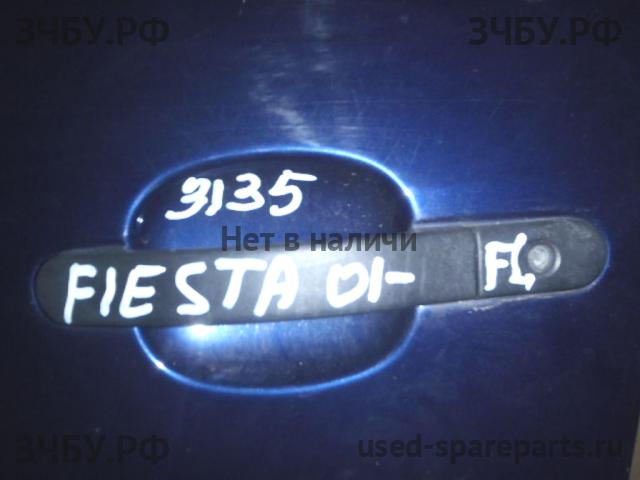 ЗЧБУ.РФ ЗЧБУ.РФ
3135
Нет в наличи
FIESTA 01- FL
ЗЧБУ.РФ used-spareparts.ru